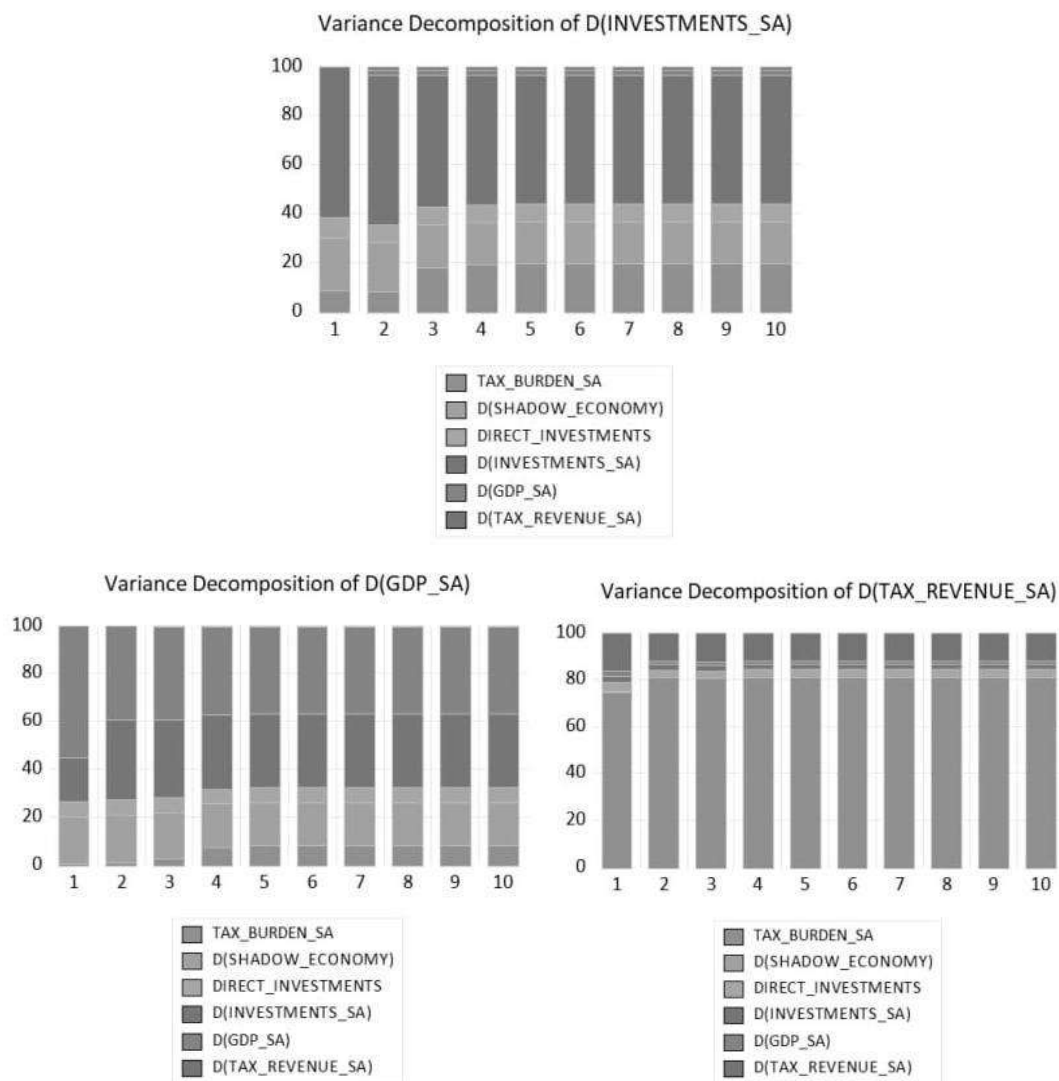 Variance Decomposition of D(INVESTMENTS_SA)
100
80
60
40
20
0
1 2 3 4 5 6 7 8 9 10
TAX_BURDEN_SA
D(SHADOW_ECONOMY)
DIRECT_INVESTMENTS
D(INVESTMENTS_SA)
D(GDP_SA)
D(TAX_REVENUE_SA)
Variance Decomposition of D(GDP_SA)
100
80
60
40
20
0
1 2 3 4 5 6 7 8 9 10
TAX_BURDEN_SA
D(SHADOW_ECONOMY)
DIRECT_INVESTMENTS
D(INVESTMENTS_SA)
D(GDP_SA)
D(TAX_REVENUE_SA)
Variance Decomposition of D(TAX_REVENUE_SA)
100
80
60
40
20
0
1 2 3 4 5 6 7 8 9 10
TAX_BURDEN_SA
D(SHADOW_ECONOMY)
DIRECT_INVESTMENTS
D(INVESTMENTS_SA)
D(GDP_SA)
D(TAX_REVENUE_SA)